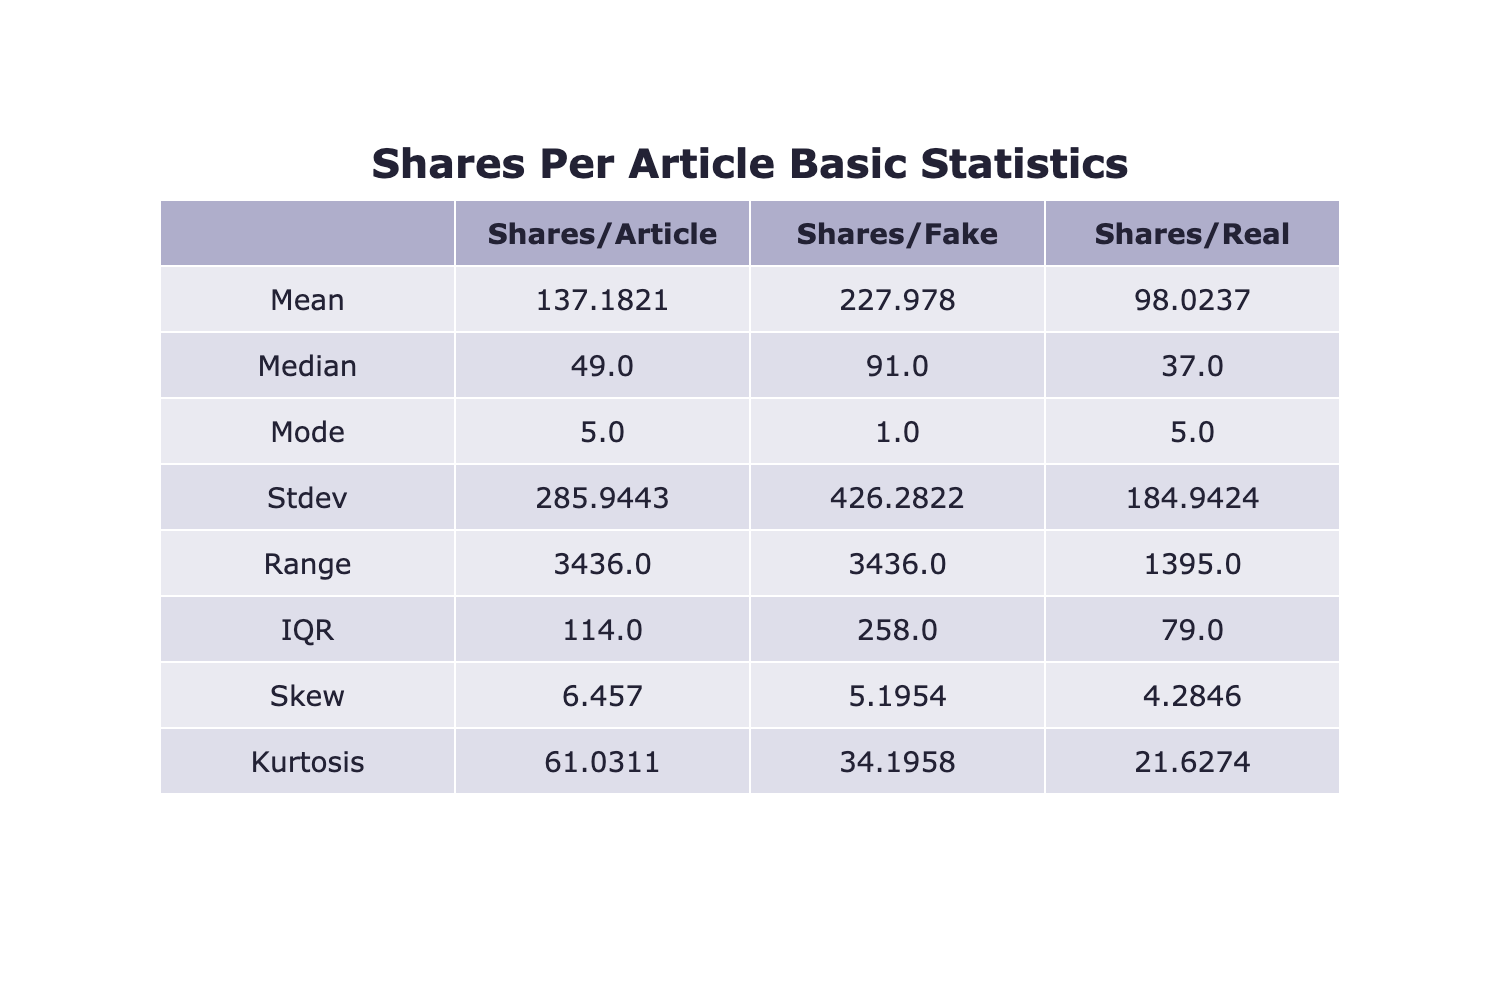 Shares Per Article Basic Statistics
Shares/Article Shares/Fake Shares/Real
Mean 137.1821 227.978 98.0237
Median 49.0 91.0 37.0
Mode 5.0 1.0 5.0
Stdev 285.9443 426.2822 184.9424
Range 3436.0 3436.0 1395.0
IQR 114.0 258.0 79.0
Skew 6.457 5.1954 4.2846
Kurtosis 61.0311 34.1958 21.6274